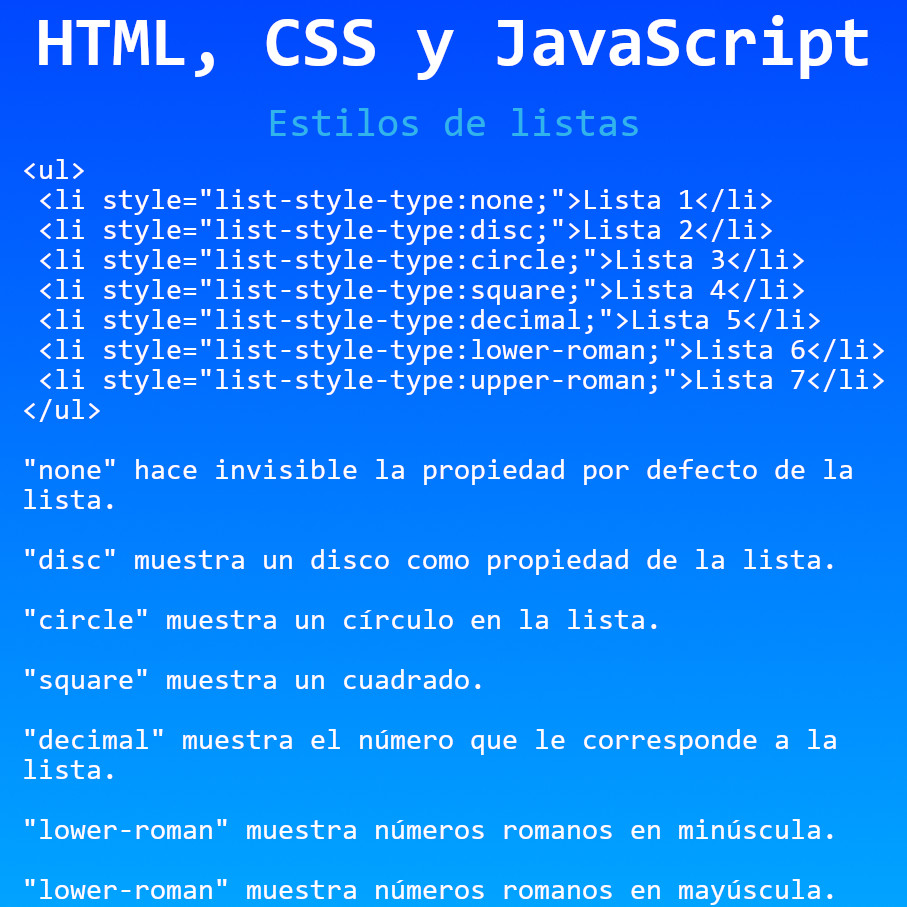 HTML, CSS y JavaScript
Estilos de listas
<ul>
 <li style="list-style-type:none;">Lista 1</li>
 <li style="list-style-type:disc;">Lista 2</li>
 <li style="list-style-type:circle;">Lista 3</li>
 <li style="list-style-type:square;">Lista 4</li>
 <li style="list-style-type:decimal;">Lista 5</li>
 <li style="list-style-type:lower-roman;">Lista 6</li>
 <li style="list-style-type:upper-roman;">Lista 7</li>
</ul>
"none" hace invisible la propiedad por defecto de la
lista.
"disc" muestra un disco como propiedad de la lista.
"circle" muestra un círculo en la lista.
"square" muestra un cuadrado.
"decimal" muestra el número que le corresponde a la
lista.
"lower-roman" muestra números romanos en minúscula.
"lower-roman" muestra números romanos en mayúscula.